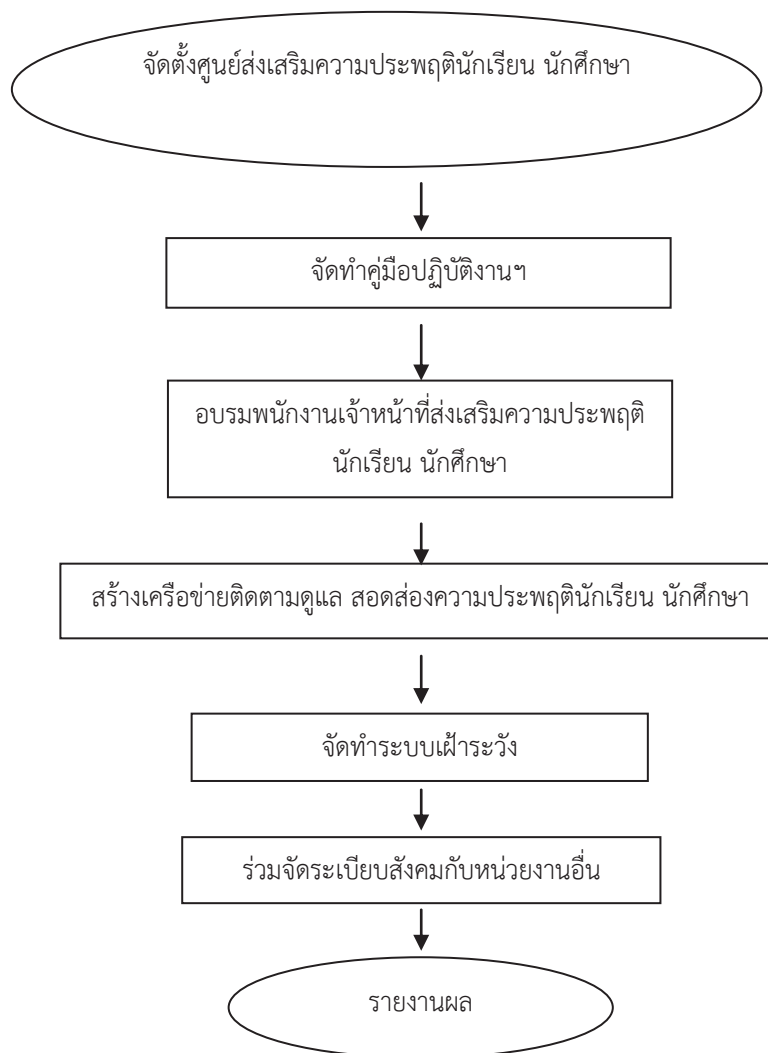 จัดตั้งศูนย์ส่งเสริมความประพฤตินักเรียน นักศึกษา
จัดทำคู่มือปฏิบัติงานฯ
อบรมพนักงานเจ้าหน้าที่ส่งเสริมความประพฤติ
นักเรียน นักศึกษา
สร้างเครือข่ายติดตามดูแล สอดส่องความประพฤตินักเรียน นักศึกษา
จัดทำระบบเฝ้าระวัง
ร่วมจัดระเบียบสังคมกับหน่วยงานอื่น
รายงานผล